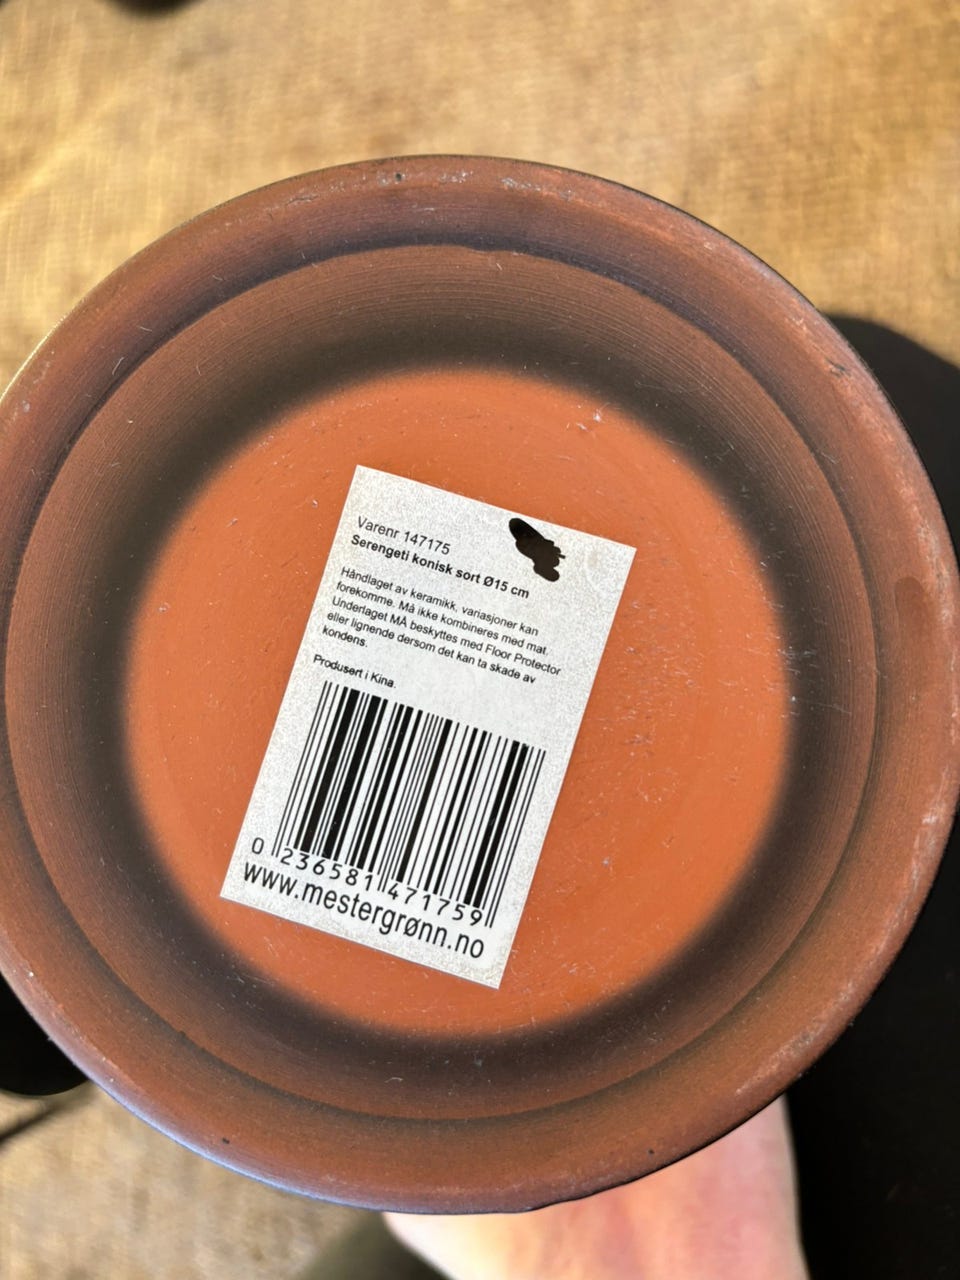 Varenr 147175
Serengeti konisk sort Ø15 cm
Håndlaget av keramikk, variasjoner kan
forekomme. Må ikke kombineres med mat.
Underlaget MÅ beskyttes med Floor Protector
eller lignende dersom det kan ta skade av
kondens.
Produsert i Kina.
0 236581 471759
www.mestergrønn.no